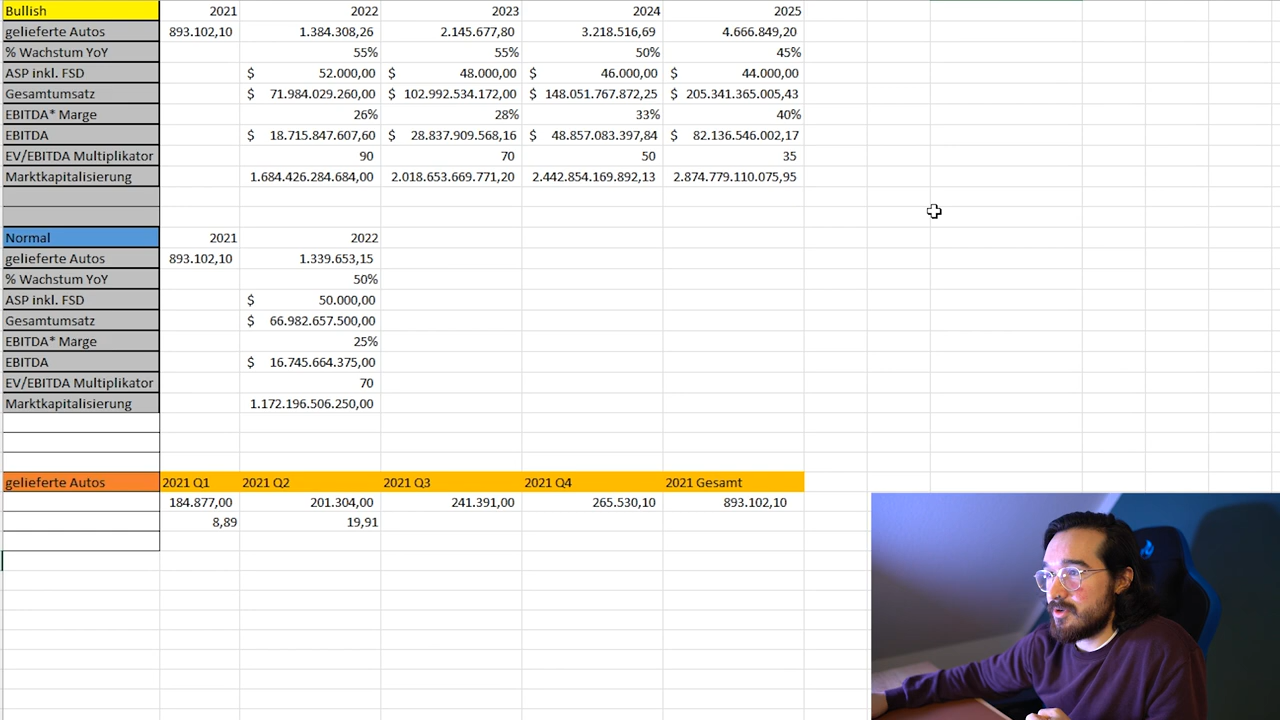 Bullish 2021 2022 2023 2024 2025
gelieferte Autos 893.102,10 1.384.308,26 2.145.677,80 3.218.516,69 4.666.849,20
% Wachstum YoY 55% 55% 50% 45%
ASP inkl. FSD $ 52.000,00 $ 48.000,00 $ 46.000,00 $ 44.000,00
Gesamtumsatz $ 71.984.029.260,00 $ 102.992.534.172,00 $ 148.051.767.872,25 $ 205.341.365.005,43
EBITDA* Marge 26% 28% 33% 40%
EBITDA $ 18.715.847.607,60 $ 28.837.909.568,16 $ 48.857.083.397,84 $ 82.136.546.002,17
EV/EBITDA Multiplikator 90 70 50 35
Marktkapitalisierung 1.684.426.284.684,00 2.018.653.669.771,20 2.442.854.169.892,13 2.874.779.110.075,95
Normal 2021 2022
gelieferte Autos 893.102,10 1.339.653,15
% Wachstum YoY 50%
ASP inkl. FSD $ 50.000,00
Gesamtumsatz $ 66.982.657.500,00
EBITDA* Marge 25%
EBITDA $ 16.745.664.375,00
EV/EBITDA Multiplikator 70
Marktkapitalisierung 1.172.196.506.250,00
gelieferte Autos 2021 Q1 2021 Q2 2021 Q3 2021 Q4 2021 Gesamt
184.877,00 201.304,00 241.391,00 265.530,10 893.102,10
8,89 19,91